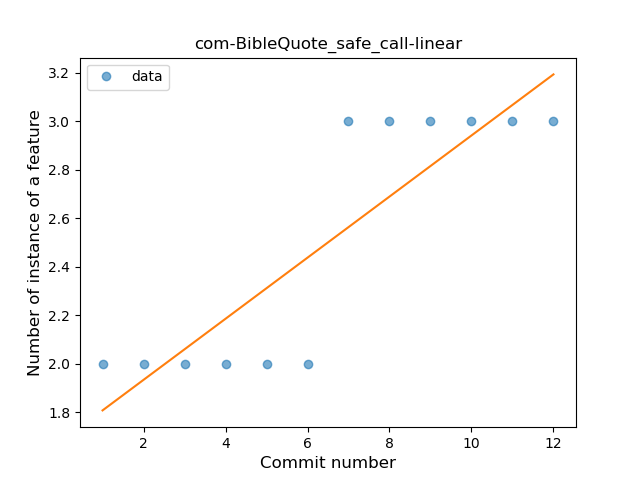 com-BibleQuote_safe_call-linear
data
Number of instance of a feature
3.2
3.0
2.8
2.6
2.4
2.2
2.0
1.8
2 4 6 8 10 12
Commit number